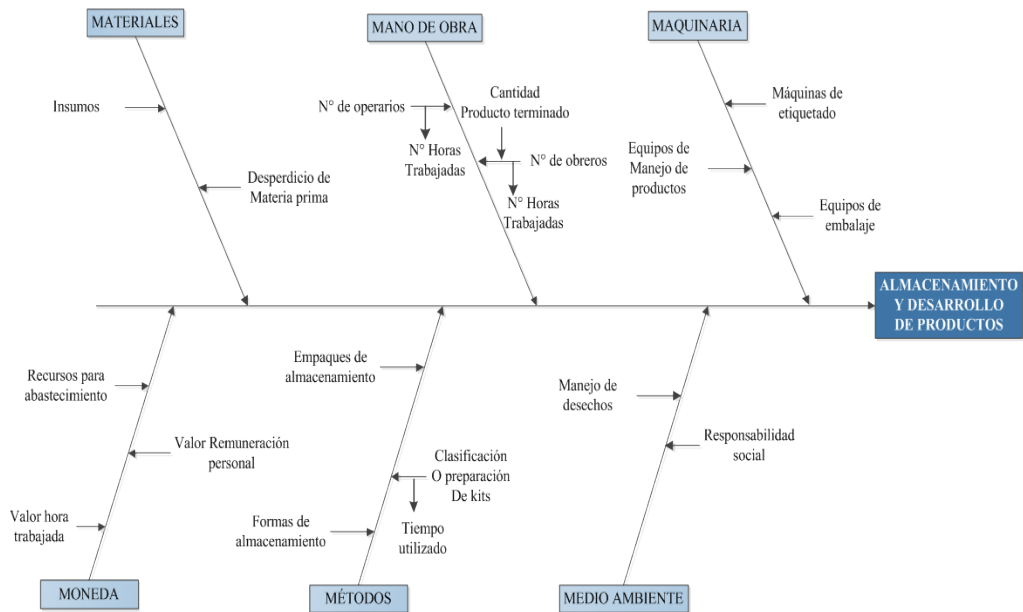 MATERIALES
MANO DE OBRA
MAQUINARIA
Insumos
Desperdicio de
Materia prima
N° de operarios
N° Horas
Trabajadas
Cantidad
Producto terminado
N° de obreros
N° Horas
Trabajadas
Máquinas de
etiquetado
Equipos de
Manejo de
productos
Equipos de
embalaje
ALMACENAMIENTO
Y DESARROLLO
DE PRODUCTOS
Recursos para
abastecimiento
Valor Remuneración
personal
Valor hora
trabajada
Empaques de
almacenamiento
Clasificación
O preparación
De kits
Tiempo
utilizado
Formas de
almacenamiento
Manejo de
desechos
Responsabilidad
social
MONEDA
MÉTODOS
MEDIO AMBIENTE